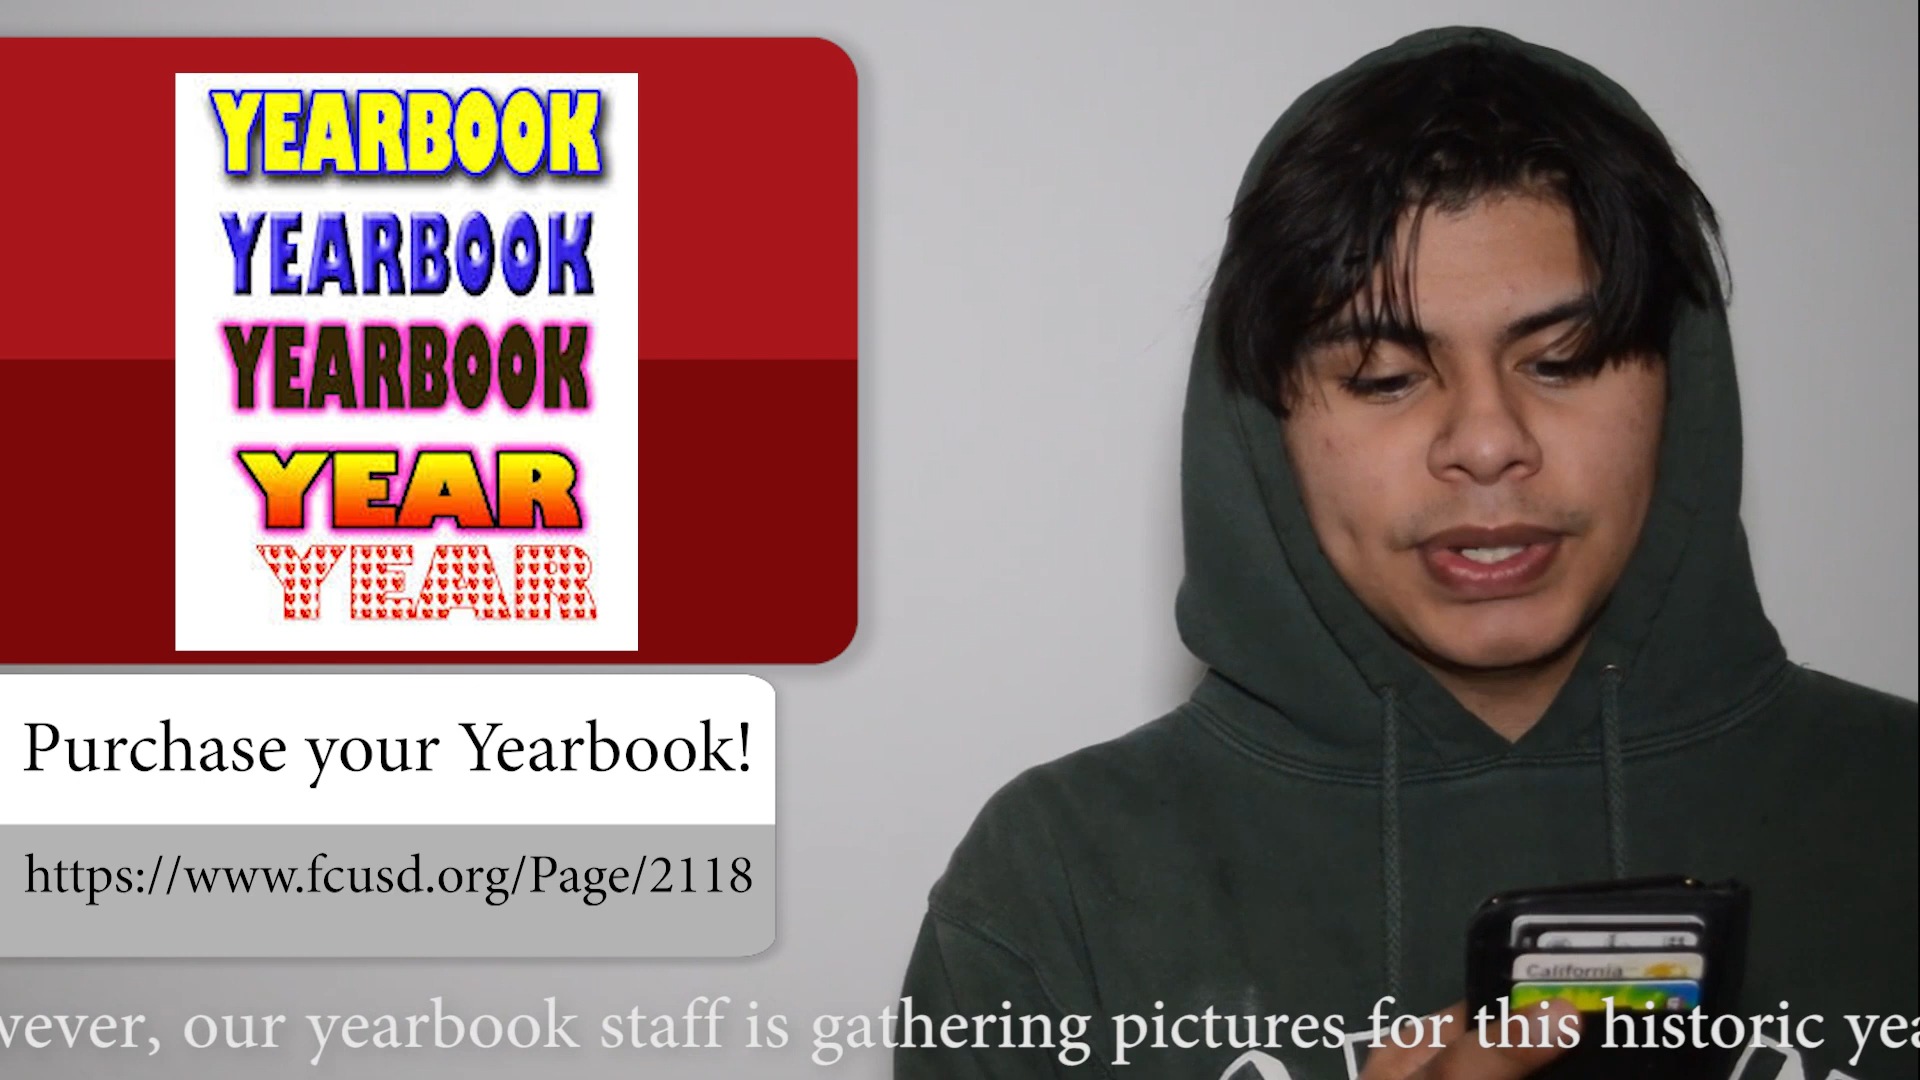 YEARBOOK
YEARBOOK
YEARBOOK
YEAR
YEAR
Purchase your Yearbook!
https://www.fcusd.org/Page/2118
California
wever, our yearbook staff is gathering pictures for this historic yea